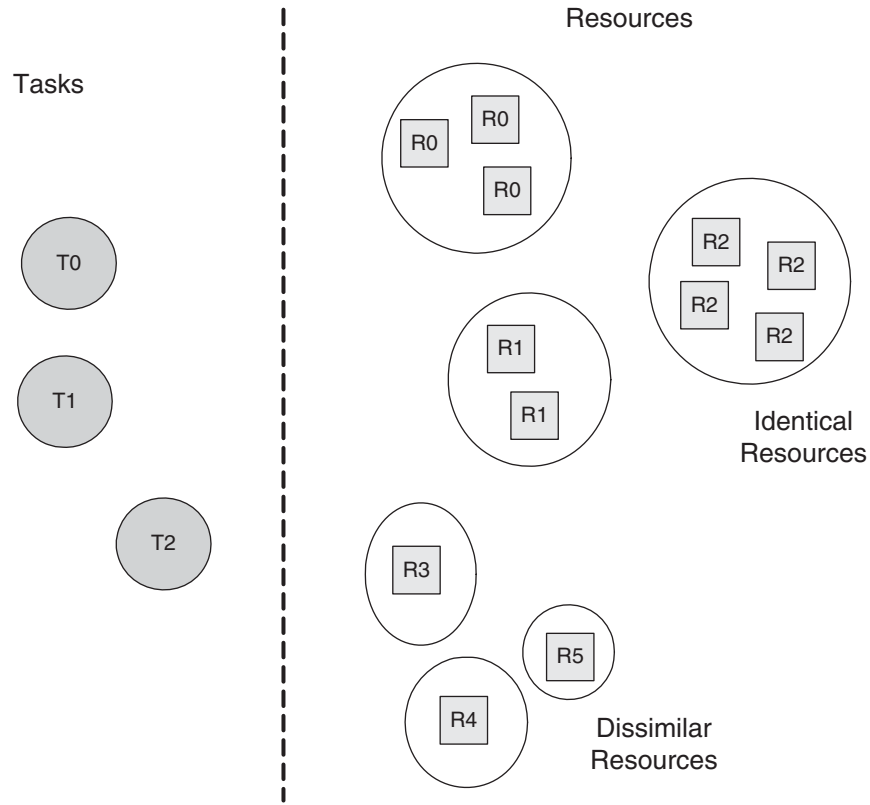 Resources
Tasks
R0
R0
R0
R2
R2
R2
R2
T0
R1
R1
T1
Identical
Resources
T2
R3
R5
R4
Dissimilar
Resources